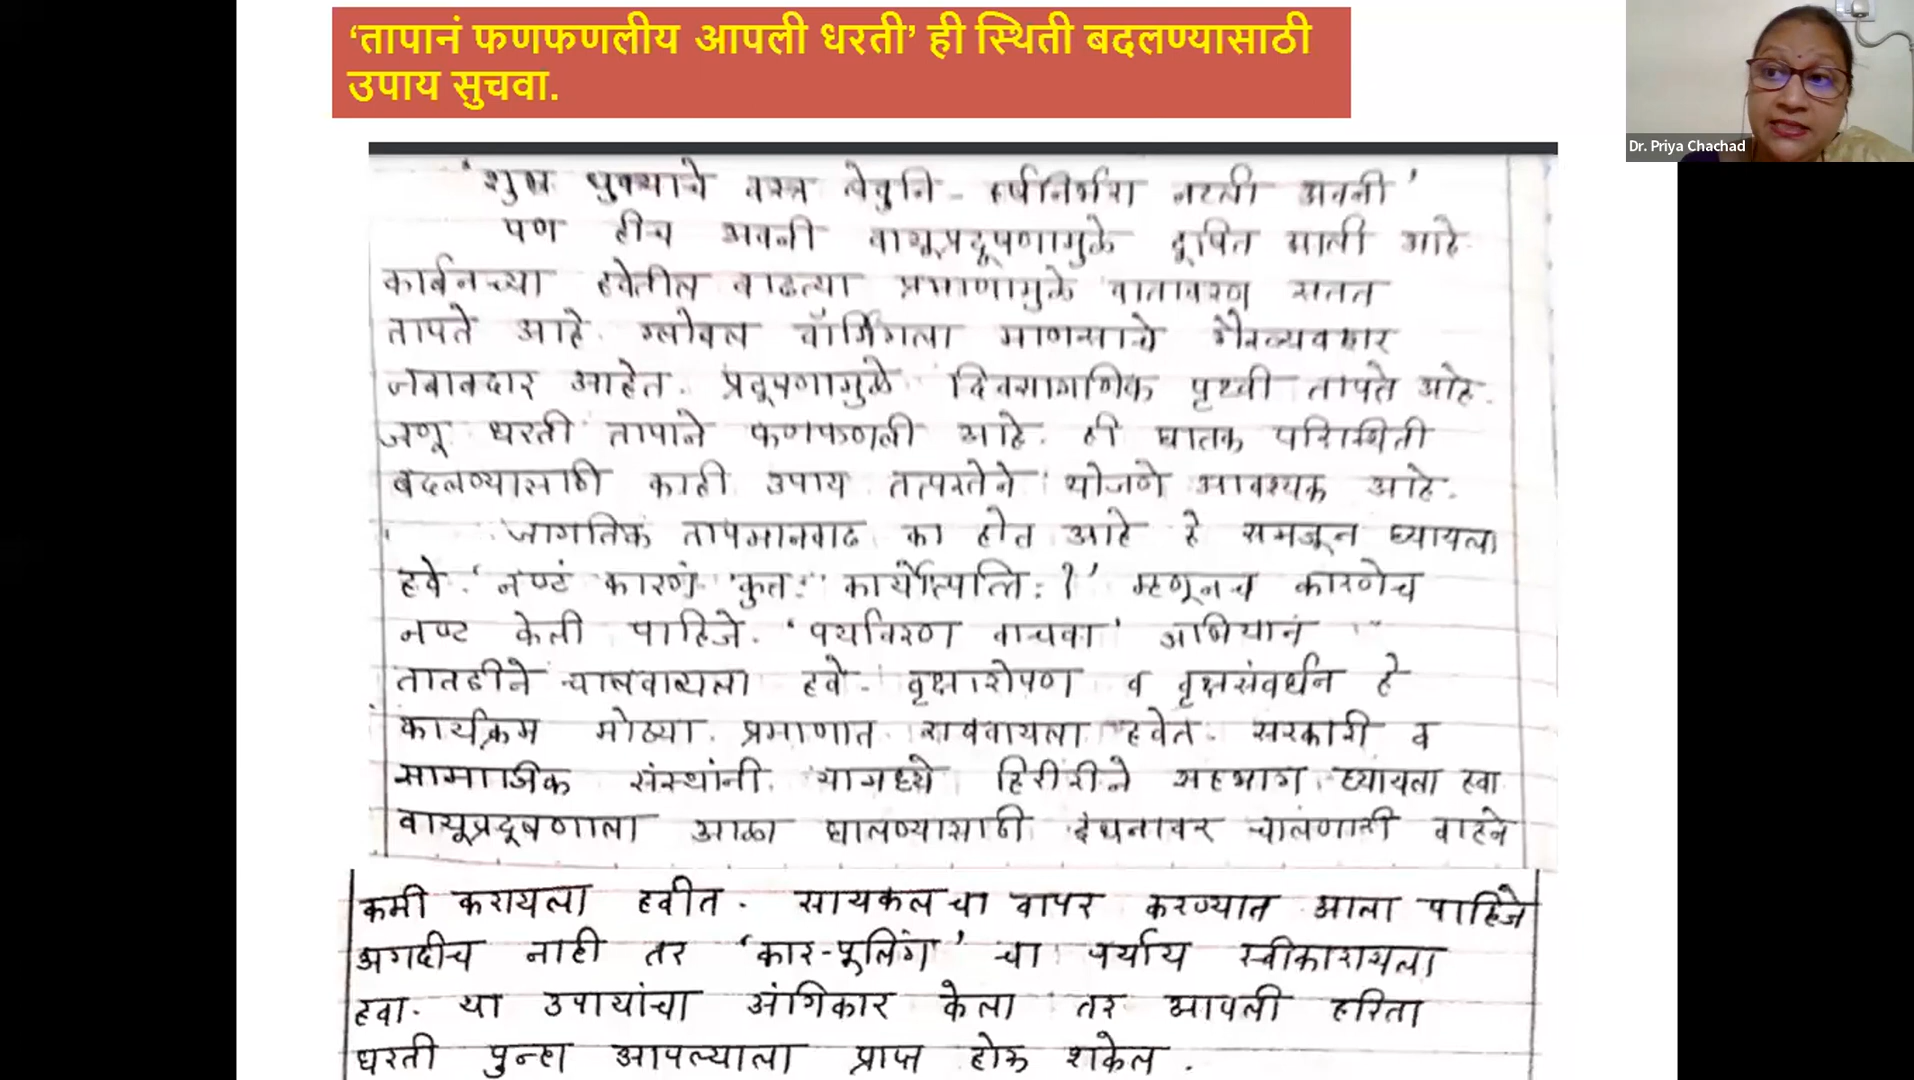 ‘तापानं फणफणलीय आपली धरती’ ही स्थिती बदलण्यासाठी
उपाय सुचवा.
Dr. Priya Chachad
'शुभ्र धुक्याचे वस्त्र लेवुनि - हर्षनिर्भरा नटली अवनी'
पण हीच अवनी वायूप्रदूषणामुळे दूषित झाली आहे
कार्बनच्या हवेतील वाढत्या प्रमाणामुळे वातावरण सतत
तापते आहे. ग्लोबल वॉर्मिंगला माणसाचे गैरव्यवहार
जबाबदार आहेत. प्रदूषणामुळे दिवसागणिक पृथ्वी तापते आहे.
जणू धरती तापाने फणफणली आहे. ही घातक परिस्थिती
बदलण्यासाठी काही उपाय तत्परतेने योजणे आवश्यक आहे.
जागतिक तापमानवाढ का होत आहे हे समजून घ्यायला
हवे. 'नष्टं कारणं कुतः कार्योत्पत्तिः?' म्हणूनच कारणेच
नष्ट केली पाहिजे. 'पर्यावरण वाचवा' अभियान
तातडीने चालवायला हवे. वृक्षारोपण व वृक्षसंवर्धन हे
कार्यक्रम मोठ्या प्रमाणात राबवायला हवेत. सरकारी व
सामाजिक संस्थांनी यामध्ये हिरीरीने सहभाग घ्यायला हवा
वायूप्रदूषणाला आळा घालण्यासाठी इंधनावर चालणारी वाहने
कमी करायला हवीत. सायकलचा वापर करण्यात आला पाहिजे
अगदीच नाही तर 'कार-पूलिंग' चा पर्याय स्वीकारायला
हवा. या उपायांचा अंगिकार केला तर आपली हरिता
धरती पुन्हा आपल्याला प्राप्त होऊ शकेल.